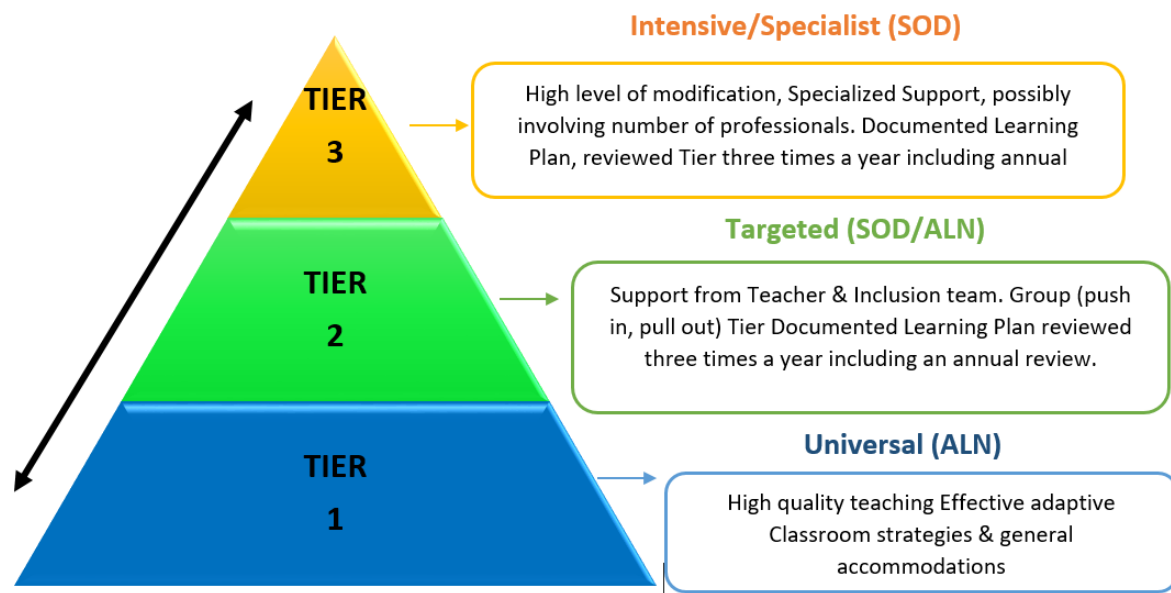 Intensive/Specialist (SOD)
TIER
3
High level of modification, Specialized Support, possibly
involving number of professionals. Documented Learning
Plan, reviewed Tier three times a year including annual
Targeted (SOD/ALN)
TIER
2
Support from Teacher & Inclusion team. Group (push
in, pull out) Tier Documented Learning Plan reviewed
three times a year including an annual review.
Universal (ALN)
TIER
1
High quality teaching Effective adaptive
Classroom strategies & general
accommodations